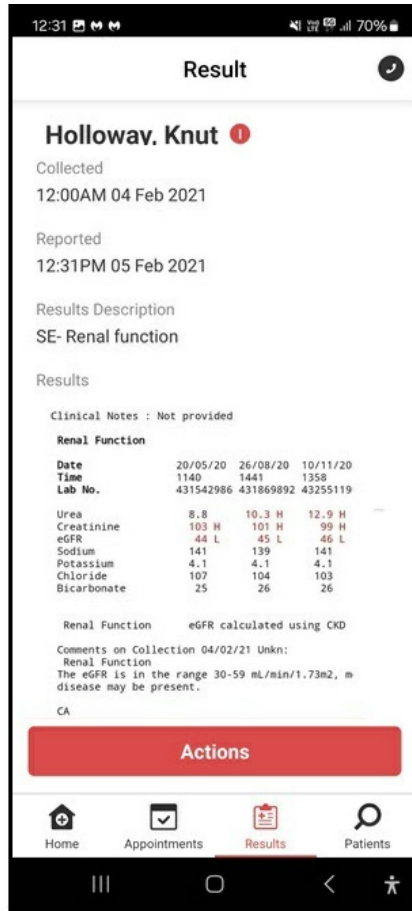 12:31 70%
Result
Holloway, Knut
Collected
12:00AM 04 Feb 2021
Reported
12:31PM 05 Feb 2021
Results Description
SE- Renal function
Results
Clinical Notes : Not provided
Renal Function
Date 20/05/20 26/08/20 10/11/20
Time 1140 1441 1358
Lab No. 431542986 431869892 43255119
Urea 8.8 10.3 H 12.9 H
Creatinine 103 H 101 H 99 H
eGFR 44 L 45 L 46 L
Sodium 141 139 141
Potassium 4.1 4.1 4.1
Chloride 107 104 103
Bicarbonate 25 26 26
Renal Function eGFR calculated using CKD
Comments on Collection 04/02/21 Unkn:
Renal Function
The eGFR is in the range 30-59 mL/min/1.73m2, m
disease may be present.
CA
Actions
Home Appointments Results Patients